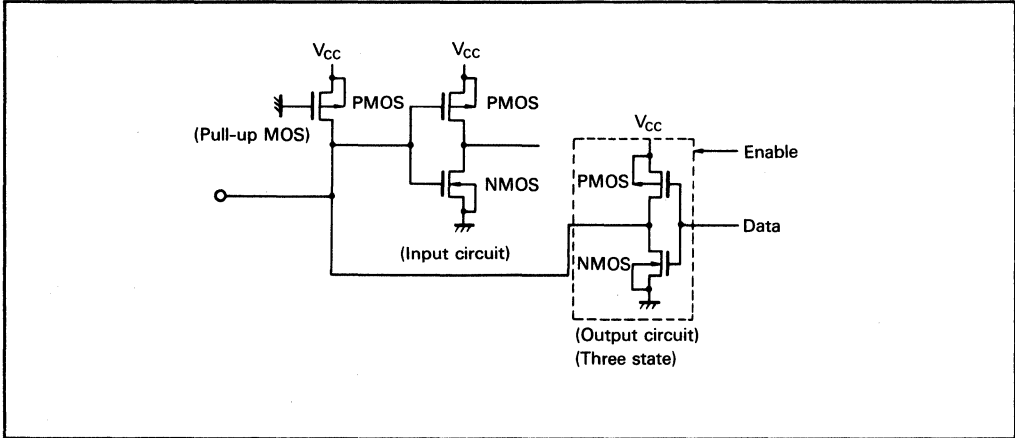 VCC
VCC
PMOS
PMOS
(Pull-up MOS)
VCC
Enable
PMOS
NMOS
Data
(Input circuit)
NMOS
(Output circuit)
(Three state)